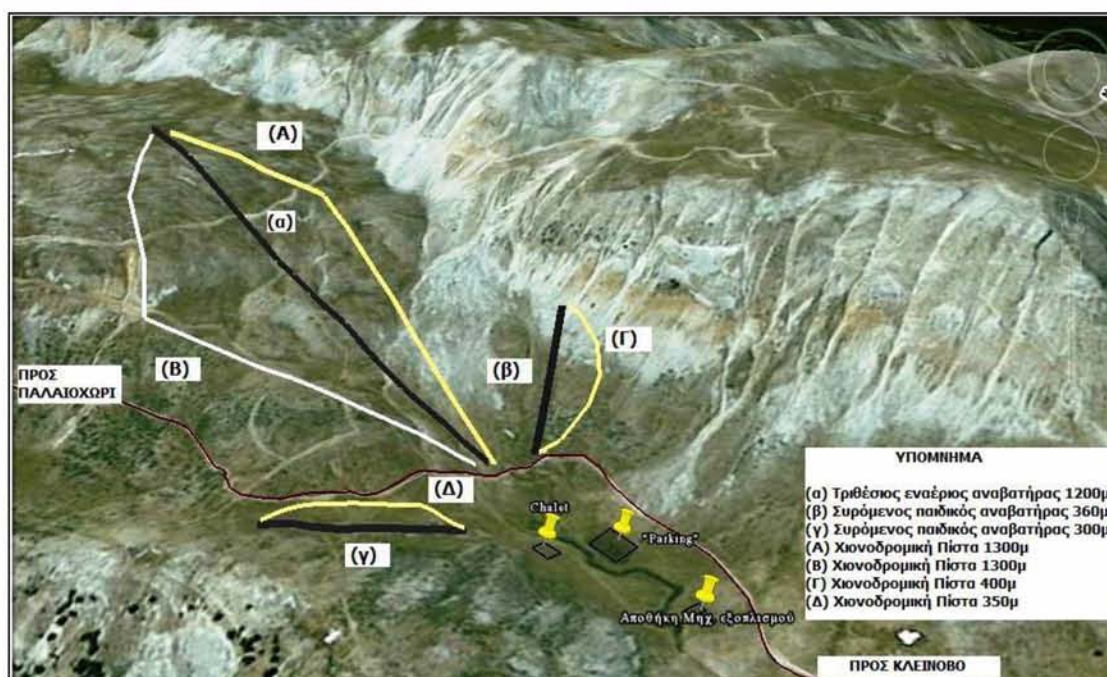 (Α)
(α)
(Β)
(β)
(Γ)
ΠΡΟΣ
ΠΑΛΑΙΟΧΩΡΙ
(Δ)
(γ)
Chalet
"Parking"
Αποθήκη Μηχ. εξοπλισμού
ΥΠΟΜΝΗΜΑ
(α) Τριθέσιος εναέριος αναβατήρας 1200μ
(β) Συρόμενος παιδικός αναβατήρας 360μ
(γ) Συρόμενος παιδικός αναβατήρας 300μ
(Α) Χιονοδρομική Πίστα 1300μ
(Β) Χιονοδρομική Πίστα 1300μ
(Γ) Χιονοδρομική Πίστα 400μ
(Δ) Χιονοδρομική Πίστα 350μ
ΠΡΟΣ ΚΛΕΙΝΟΒΟ